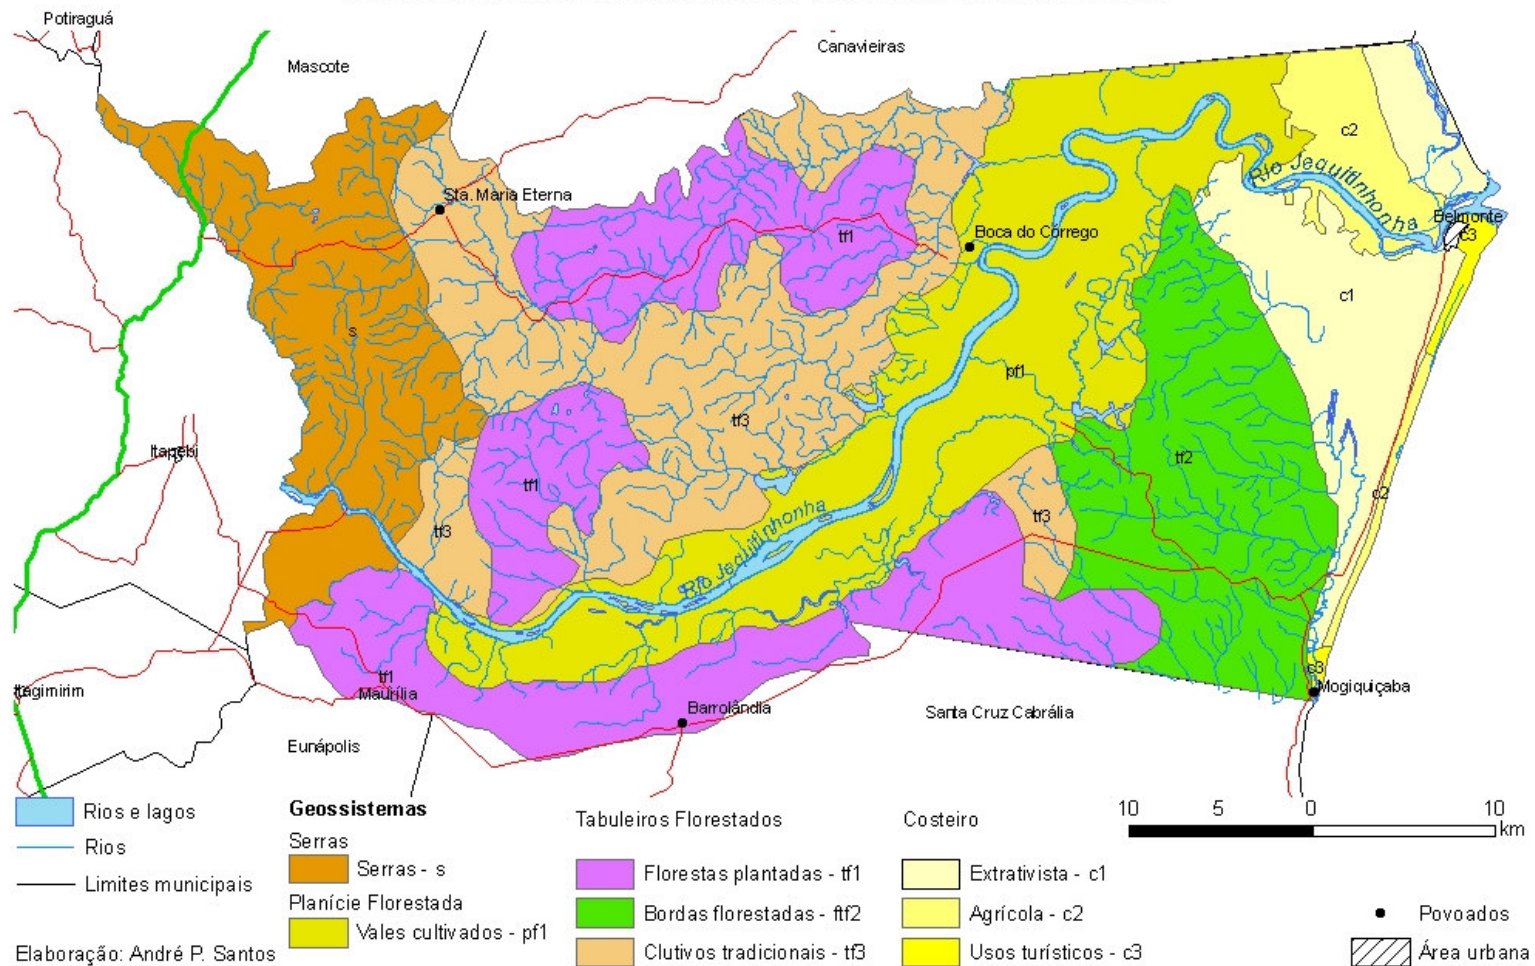 Potiraguá
Mascote
Canavieiras
c2
Sta. Maria Eterna
Rio Jequitinhonha
Belmonte
tf1
Boca do Córrego
c3
c1
s
pf1
tf3
Itapebi
tf1
tf2
c2
Rio Jequitinhonha
tf3
tf3
tf1
c3
Itagimirim
Maurília
Mogiquiçaba
Barrolândia
Santa Cruz Cabrália
Eunápolis
Rios e lagos
Rios
Limites municipais
Elaboração: André P. Santos
Geossistemas
Serras
Serras - s
Planície Florestada
Vales cultivados - pf1
Tabuleiros Florestados
Florestas plantadas - tf1
Bordas florestadas - ftf2
Clutivos tradicionais - tf3
Costeiro
Extrativista - c1
Agrícola - c2
Usos turísticos - c3
10 5 0 10
km
Povoados
Área urbana